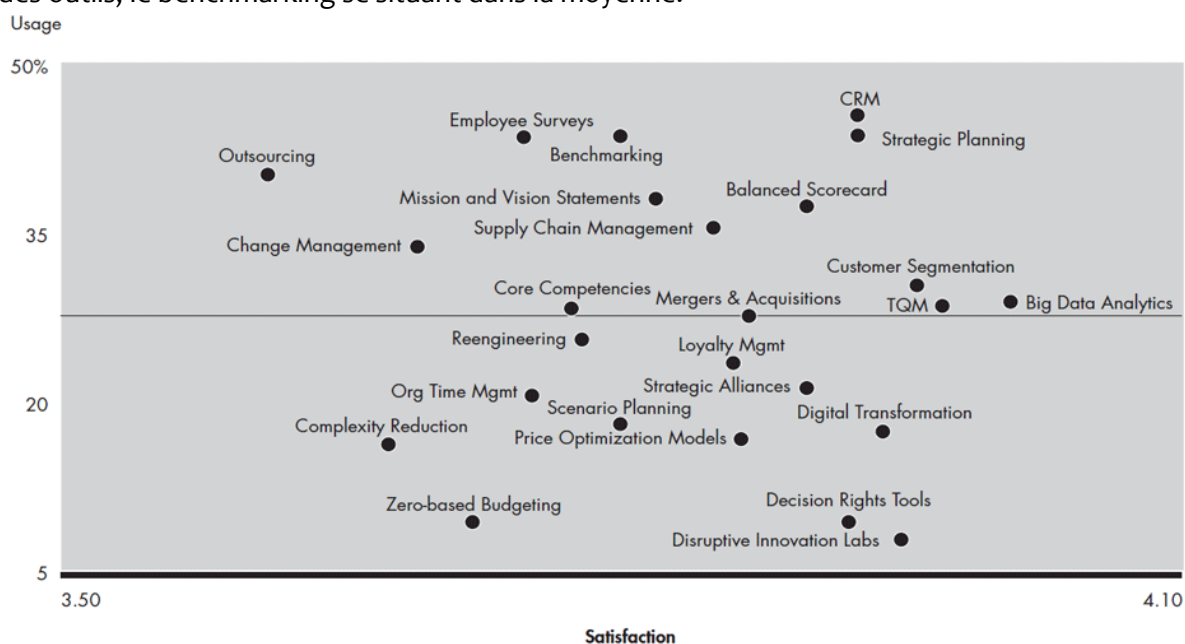 des outils, le benchmarking se situant dans la moyenne.
Usage
50%
CRM
Employee Surveys
Strategic Planning
Benchmarking
Outsourcing
Balanced Scorecard
Mission and Vision Statements
Supply Chain Management
35
Change Management
Customer Segmentation
Core Competencies
Mergers & Acquisitions
TQM
Big Data Analytics
Reengineering
Loyalty Mgmt
Strategic Alliances
Org Time Mgmt
20
Scenario Planning
Digital Transformation
Complexity Reduction
Price Optimization Models
Zero-based Budgeting
Decision Rights Tools
Disruptive Innovation Labs
5
3.50
4.10
Satisfaction